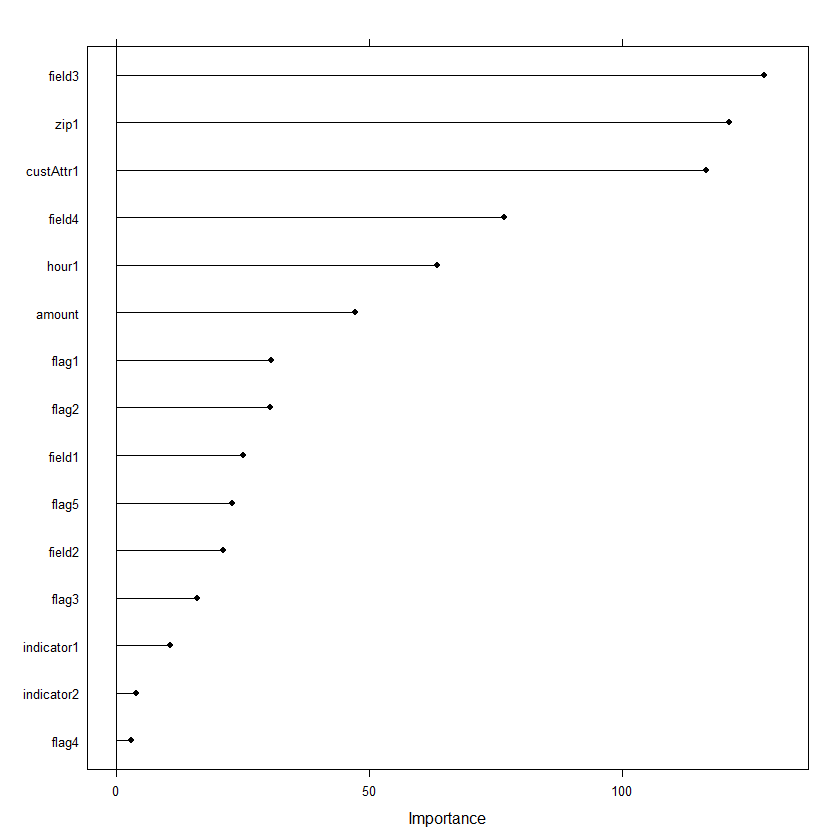 field3
zip1
custAttr1
field4
hour1
amount
flag1
flag2
field1
flag5
field2
flag3
indicator1
indicator2
flag4
0 50 100
Importance